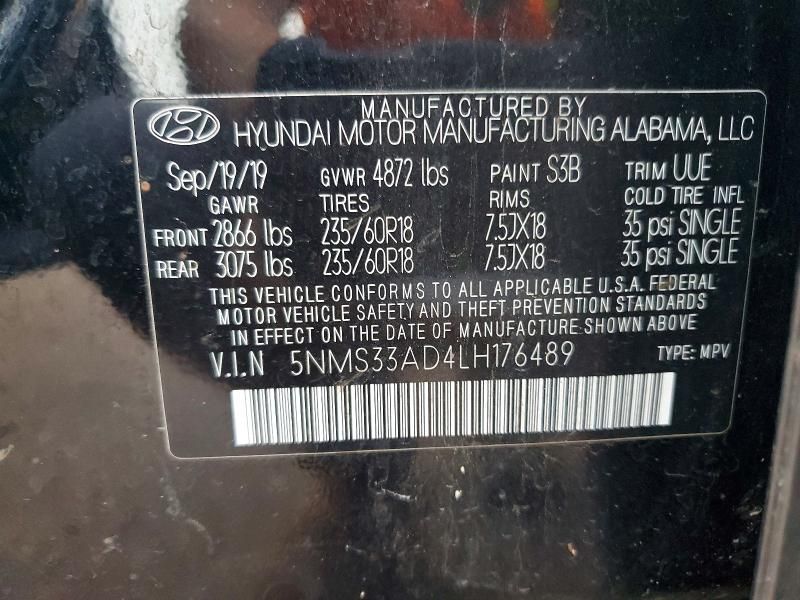 MANUFACTURED BY
HYUNDAI MOTOR MANUFACTURING ALABAMA, LLC
Sep/19/19 GVWR 4872 lbs PAINT S3B TRIM UUE
GAWR TIRES RIMS COLD TIRE INFL
FRONT 2866 lbs 235/60R18 7.5JX18 35 psi SINGLE
REAR 3075 lbs 235/60R18 7.5JX18 35 psi SINGLE
THIS VEHICLE CONFORMS TO ALL APPLICABLE U.S.A. FEDERAL
MOTOR VEHICLE SAFETY AND THEFT PREVENTION STANDARDS
IN EFFECT ON THE DATE OF MANUFACTURE SHOWN ABOVE.
V.I.N 5NMS33AD4LH176489 TYPE: MPV